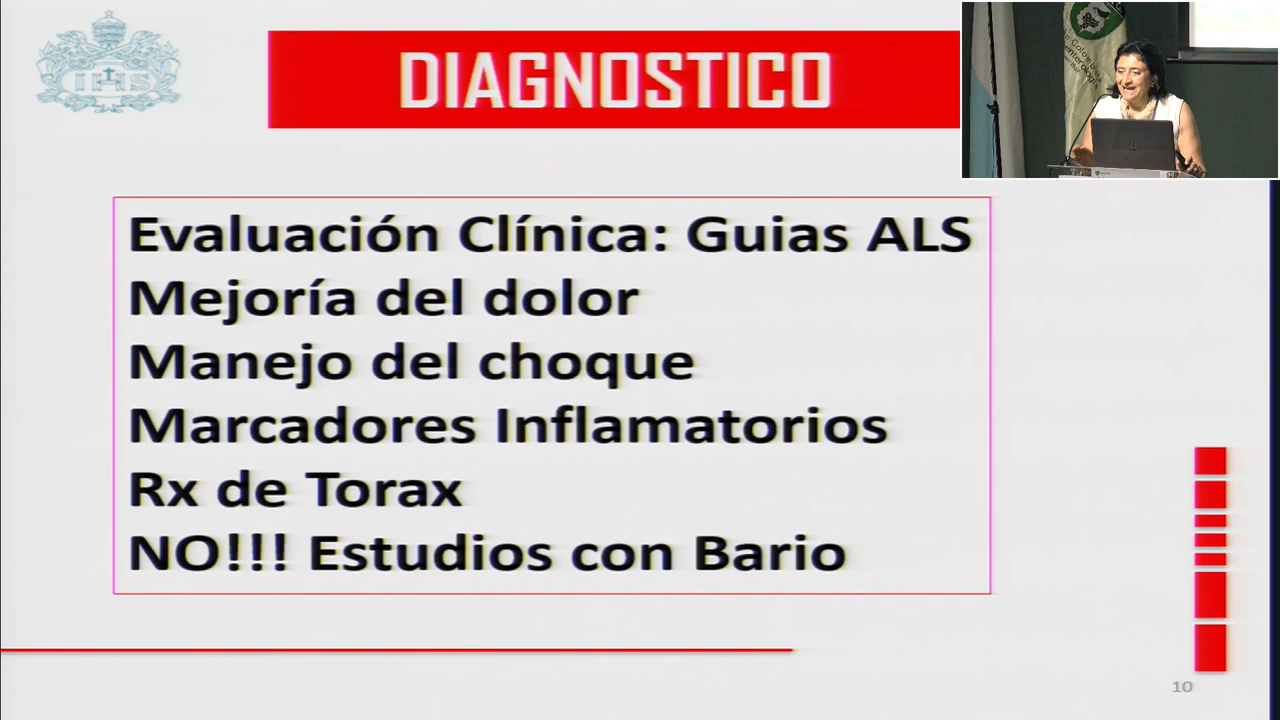 IHS
DIAGNOSTICO
Evaluación Clínica: Guias ALS
Mejoría del dolor
Manejo del choque
Marcadores Inflamatorios
Rx de Torax
NO!!! Estudios con Bario
10